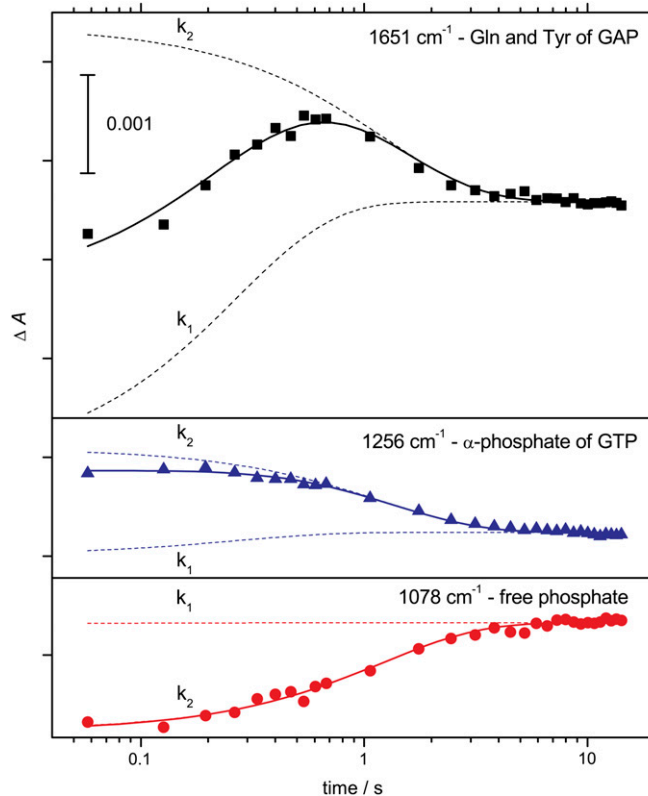 k₂
1651 cm⁻¹ - Gln and Tyr of GAP
0.001
k₁
Δ A
k₂
1256 cm⁻¹ - α-phosphate of GTP
k₁
k₁
1078 cm⁻¹ - free phosphate
k₂
0.1 1 10
time / s